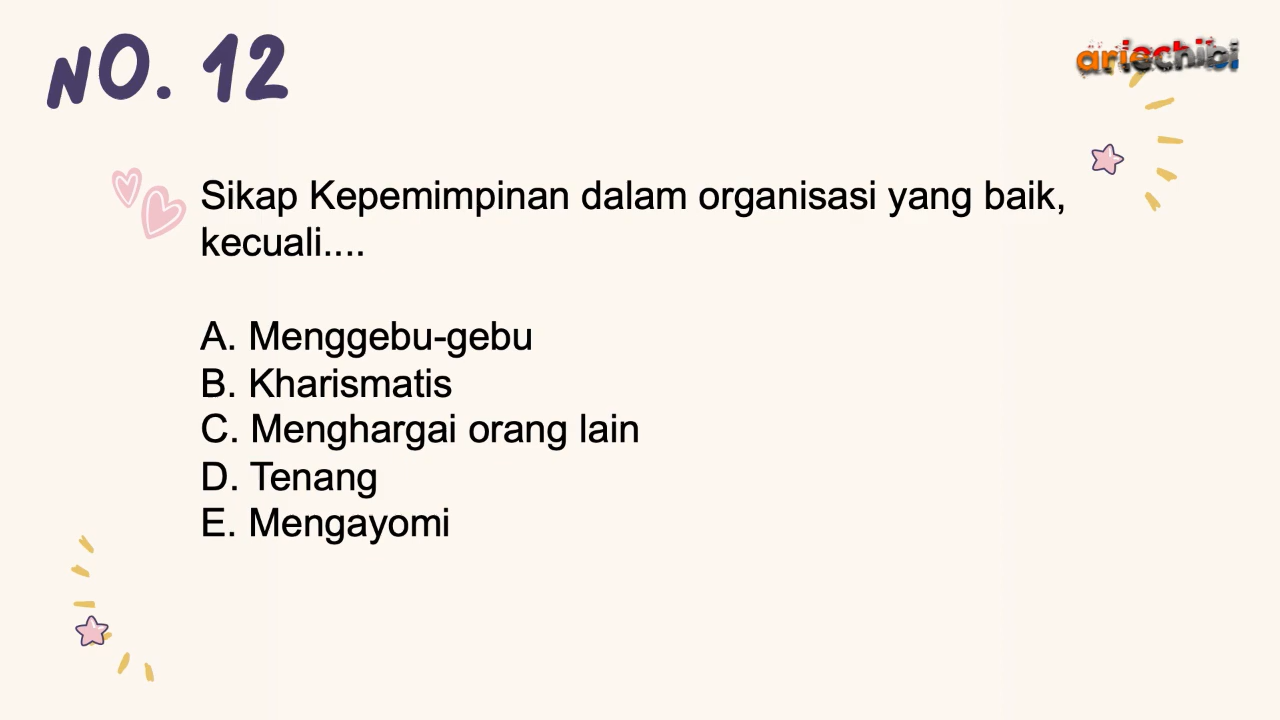 NO. 12
ariechibi
Sikap Kepemimpinan dalam organisasi yang baik,
kecuali....
A. Menggebu-gebu
B. Kharismatis
C. Menghargai orang lain
D. Tenang
E. Mengayomi